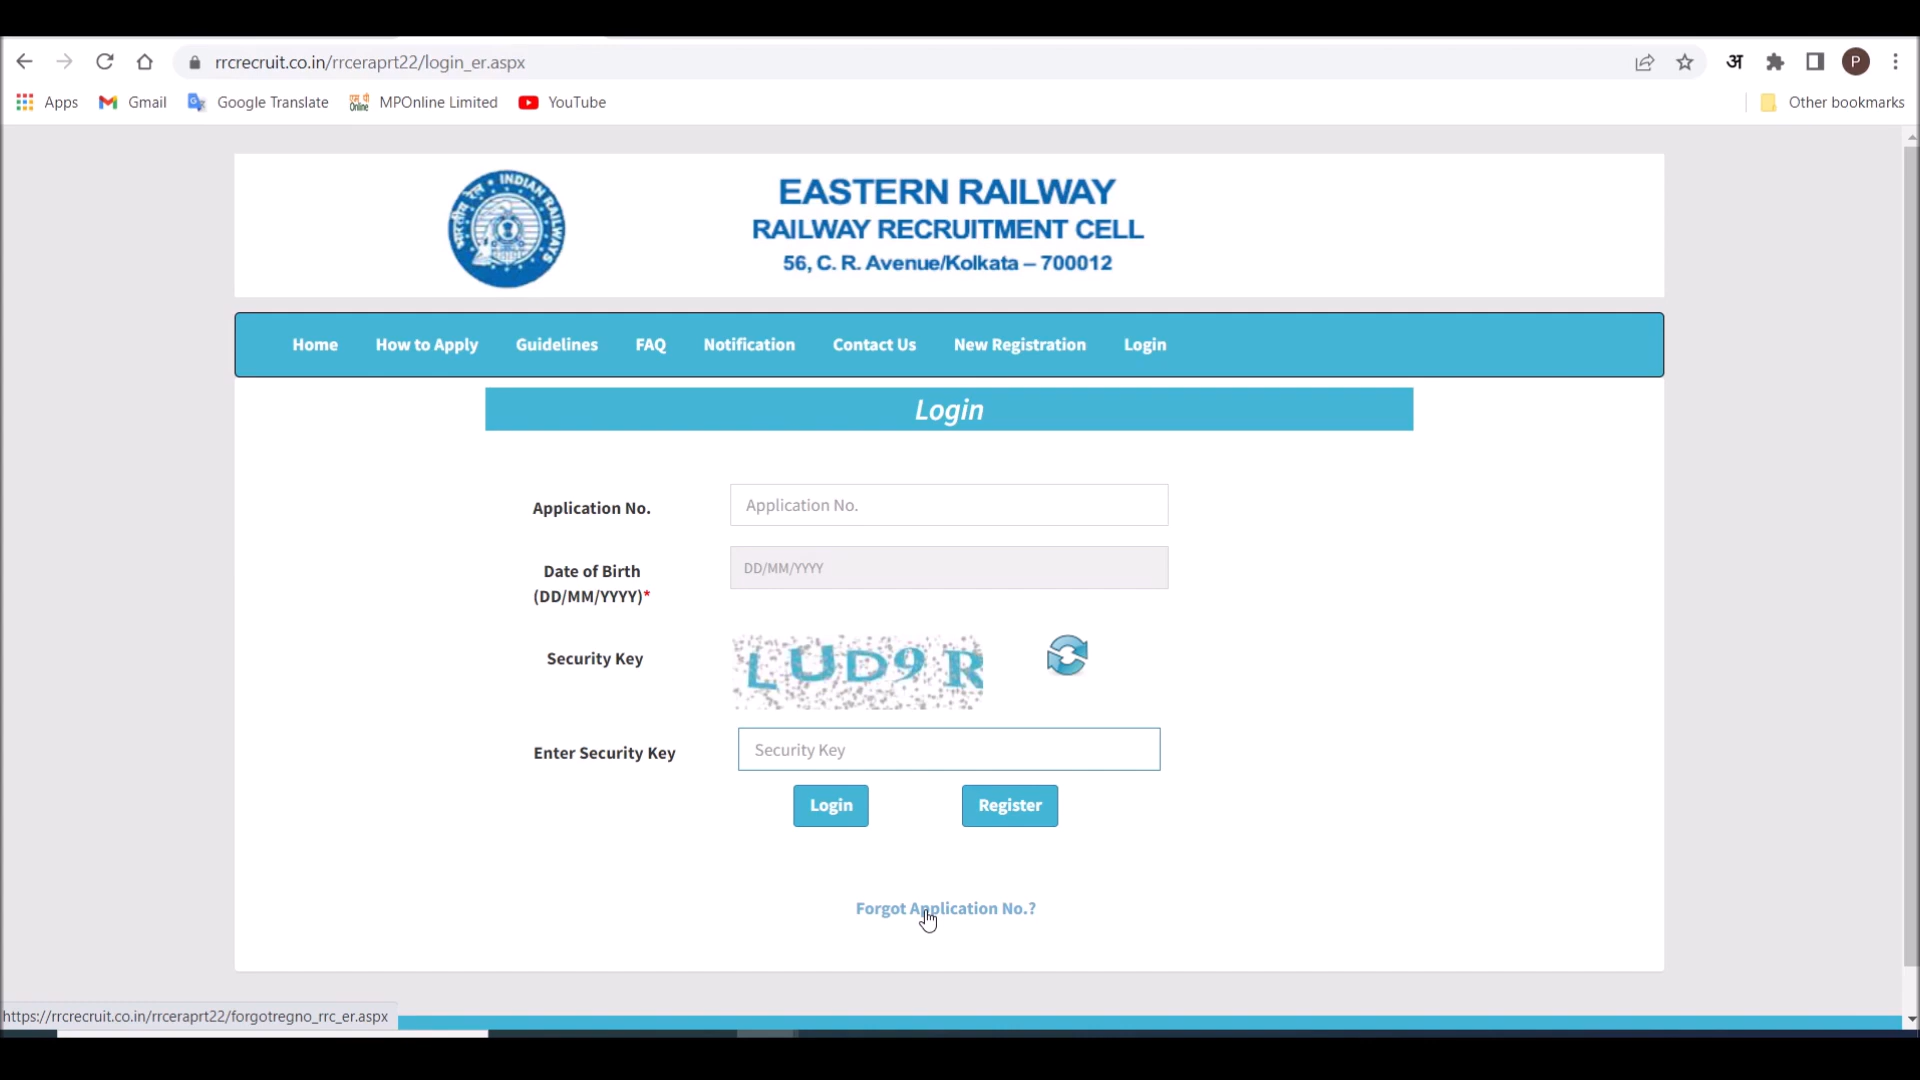 rrcrecruit.co.in/rrceraprt22/login_er.aspx
अ
P
Apps
Gmail
Google Translate
MPOnline Limited
YouTube
Other bookmarks
INDIAN RAILWAYS
भारतीय रेल
EASTERN RAILWAY
RAILWAY RECRUITMENT CELL
56, C. R. Avenue/Kolkata – 700012
Home
How to Apply
Guidelines
FAQ
Notification
Contact Us
New Registration
Login
Login
Application No.
Application No.
Date of Birth
(DD/MM/YYYY)*
DD/MM/YYYY
Security Key
LUD9R
Enter Security Key
Security Key
Login
Register
Forgot Application No.?
https://rrcrecruit.co.in/rrceraprt22/forgotregno_rrc_er.aspx